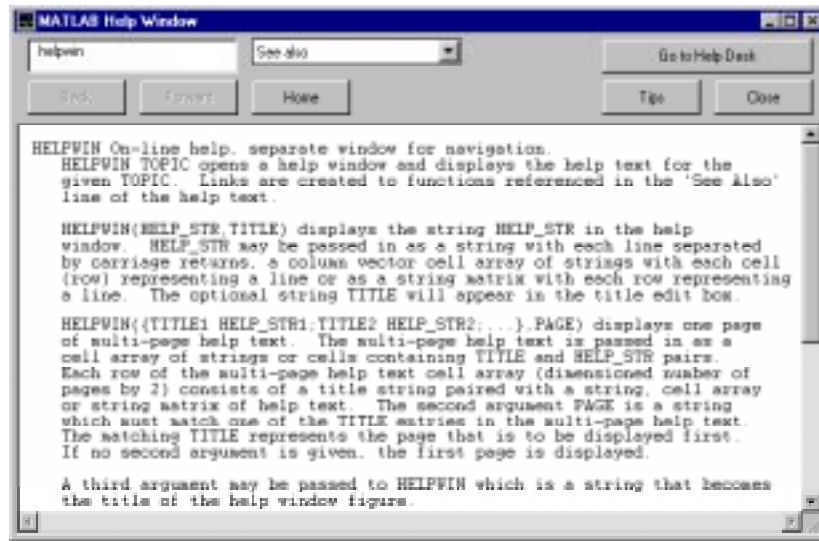 MATLAB Help Window
helpwin
See also
Go to Help Desk
Back
Forward
Home
Tips
Close
HELPWIN On-line help, separate window for navigation.
HELPWIN TOPIC opens a help window and displays the help text for the
given TOPIC.  Links are created to functions referenced in the 'See Also'
line of the help text.
HELPWIN(HELP_STR,TITLE) displays the string HELP_STR in the help
window.  HELP_STR may be passed in as a string with each line separated
by carriage returns, a column vector cell array of strings with each cell
(row) representing a line or as a string matrix with each row representing
a line.  The optional string TITLE will appear in the title edit box.
HELPWIN({TITLE1 HELP_STR1;TITLE2 HELP_STR2;...},PAGE) displays one page
of multi-page help text.  The multi-page help text is passed in as a
cell array of strings or cells containing TITLE and HELP_STR pairs.
Each row of the multi-page help text cell array (dimensioned number of
pages by 2) consists of a title string paired with a string, cell array
or string matrix of help text.  The second argument PAGE is a string
which must match one of the TITLE entries in the multi-page help text.
The matching TITLE represents the page that is to be displayed first.
If no second argument is given, the first page is displayed.
A third argument may be passed to HELPWIN which is a string that becomes
the title of the help window figure.